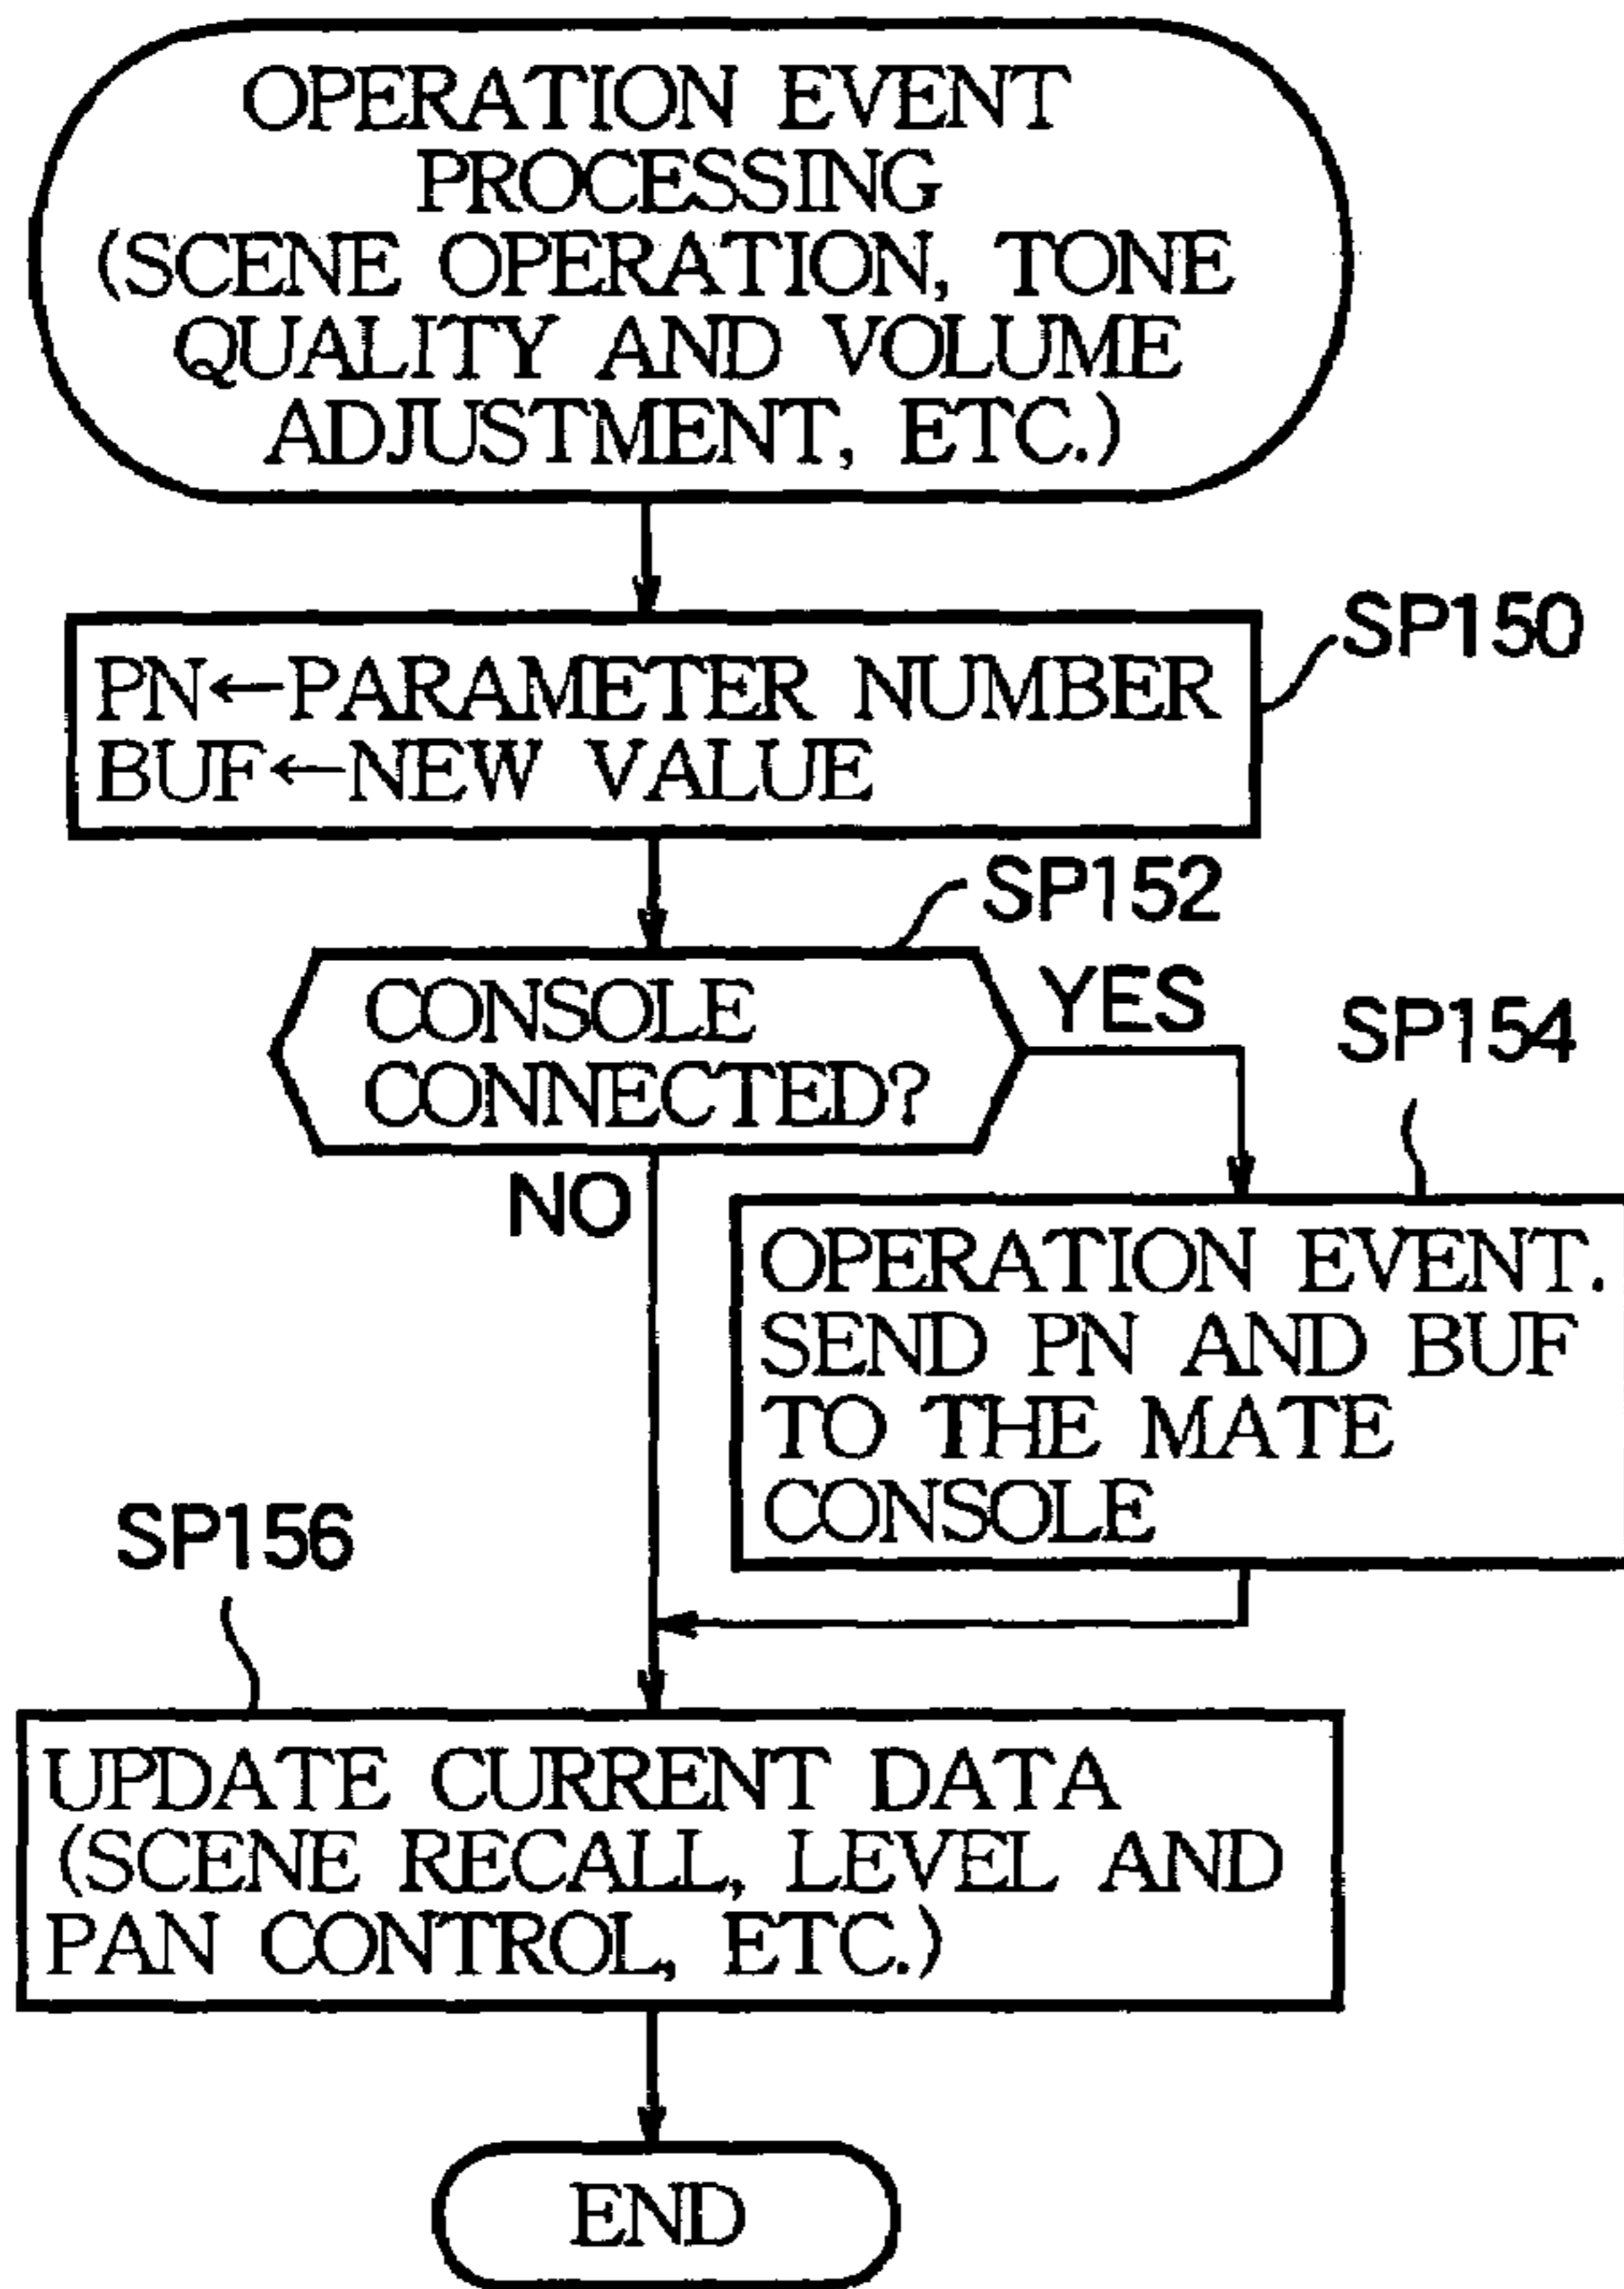 OPERATION EVENT
PROCESSING
(SCENE OPERATION, TONE
QUALITY AND VOLUME
ADJUSTMENT, ETC.)
SP150
PN←PARAMETER NUMBER
BUF←NEW VALUE
SP152
CONSOLE
CONNECTED?
YES
NO
SP154
OPERATION EVENT.
SEND PN AND BUF
TO THE MATE
CONSOLE
SP156
UPDATE CURRENT DATA
(SCENE RECALL, LEVEL AND
PAN CONTROL, ETC.)
END